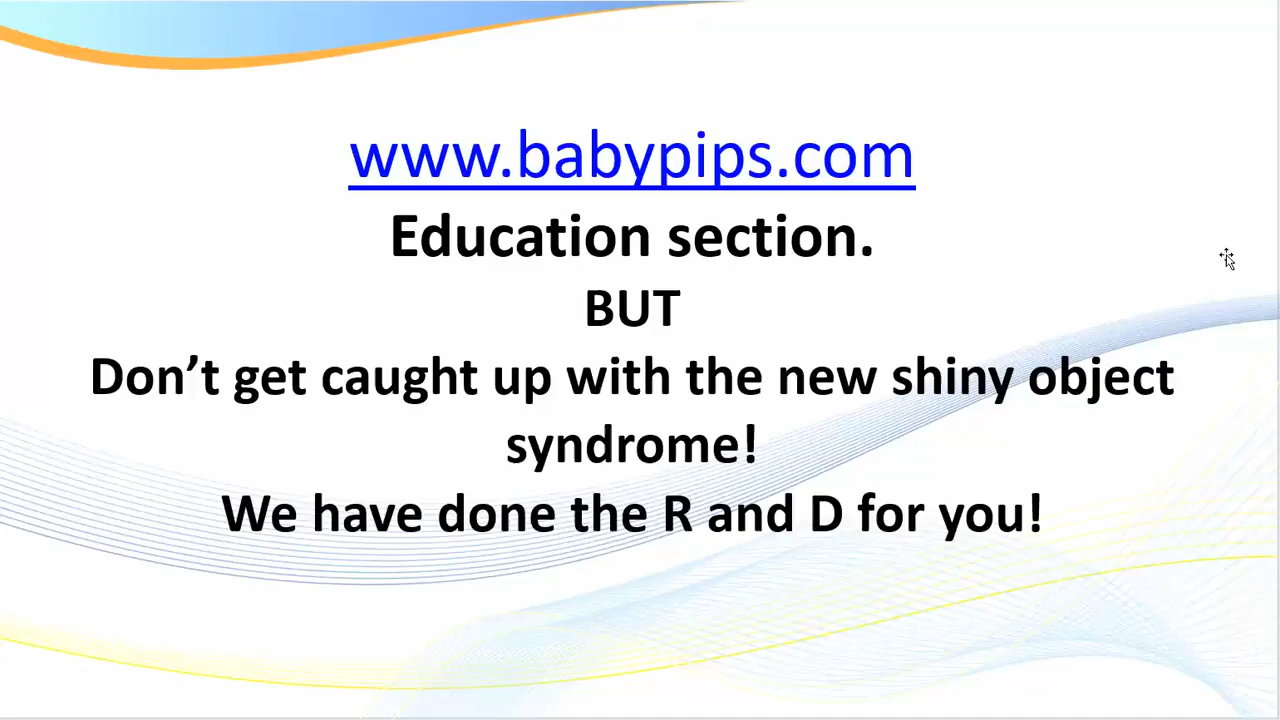 www.babypips.com
Education section.
BUT
Don’t get caught up with the new shiny object
syndrome!
We have done the R and D for you!